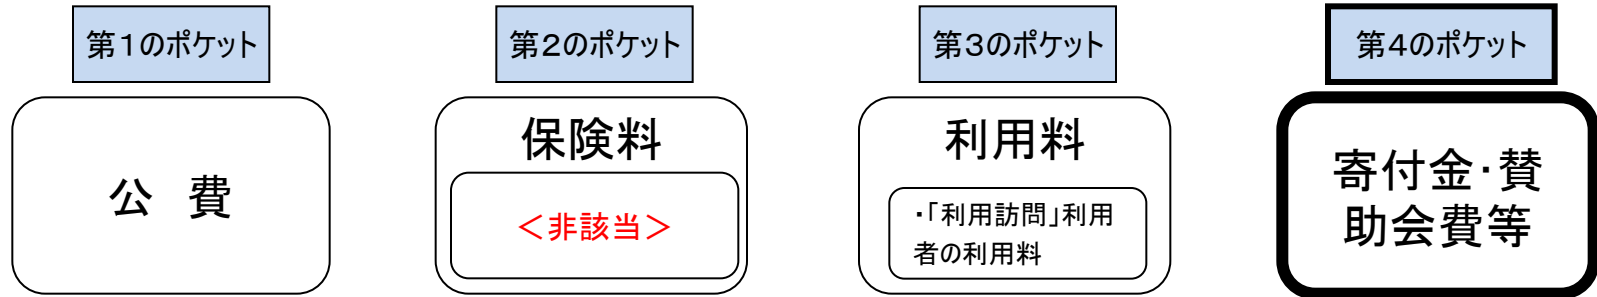 第1のポケット
第2のポケット
第3のポケット
第4のポケット
公　費
保険料
＜非該当＞
利用料
・「利用訪問」利用
者の利用料
寄付金・賛
助会費等